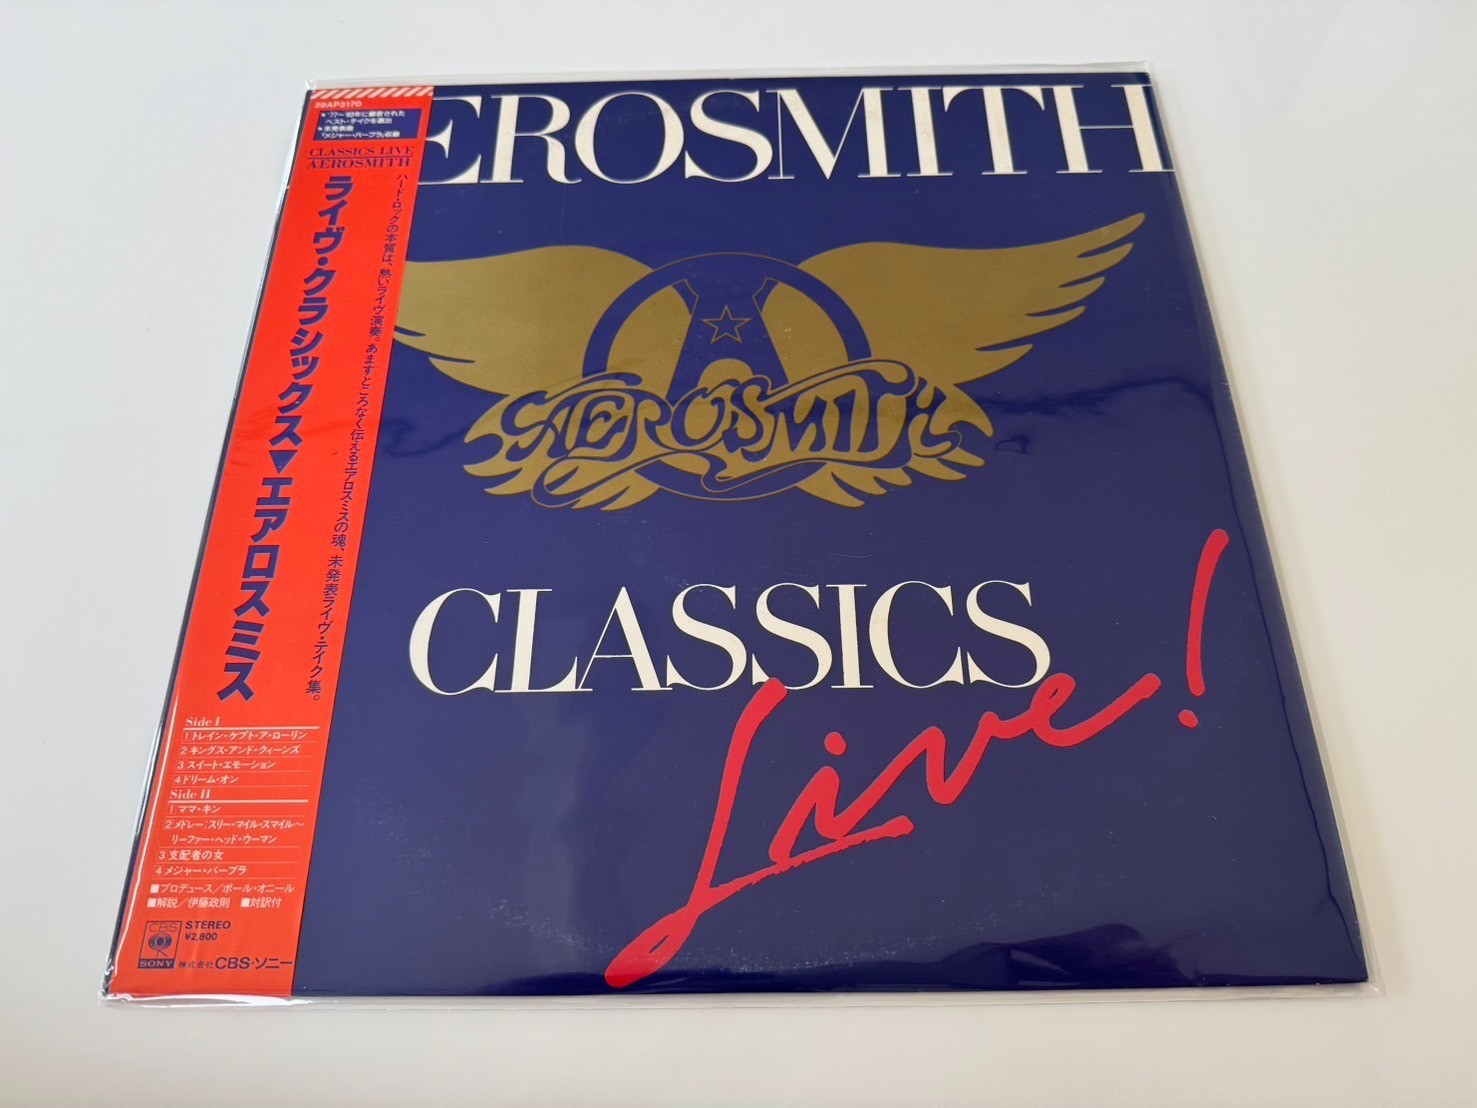 28AP3170
★'77〜'83年に録音された
ベスト・テイクを選出
★未発表曲
「メジャー・バーブラ」収録
CLASSICS LIVE
AEROSMITH
ライヴ・クラシックス▼エアロスミス
ハード・ロックの本質は、熱いライヴ演奏。あますところなく伝えるエアロスミスの魂、未発表ライヴ・テイク集。
Side I
1 トレイン・ケプト・ア・ローリン
2 キングス・アンド・クィーンズ
3 スイート・エモーション
4 ドリーム・オン
Side II
1 ママ・キン
2 メドレー:スリー・マイル・スマイル〜
リーファー・ヘッド・ウーマン
3 支配者の女
4 メジャー・バーブラ
■プロデュース/ポール・オニール
■解説/伊藤政則 ■対訳付
CBS
SONY
STEREO
¥2,800
株式会社CBS・ソニー
EROSMITH
A
AEROSMITH
CLASSICS
Live!